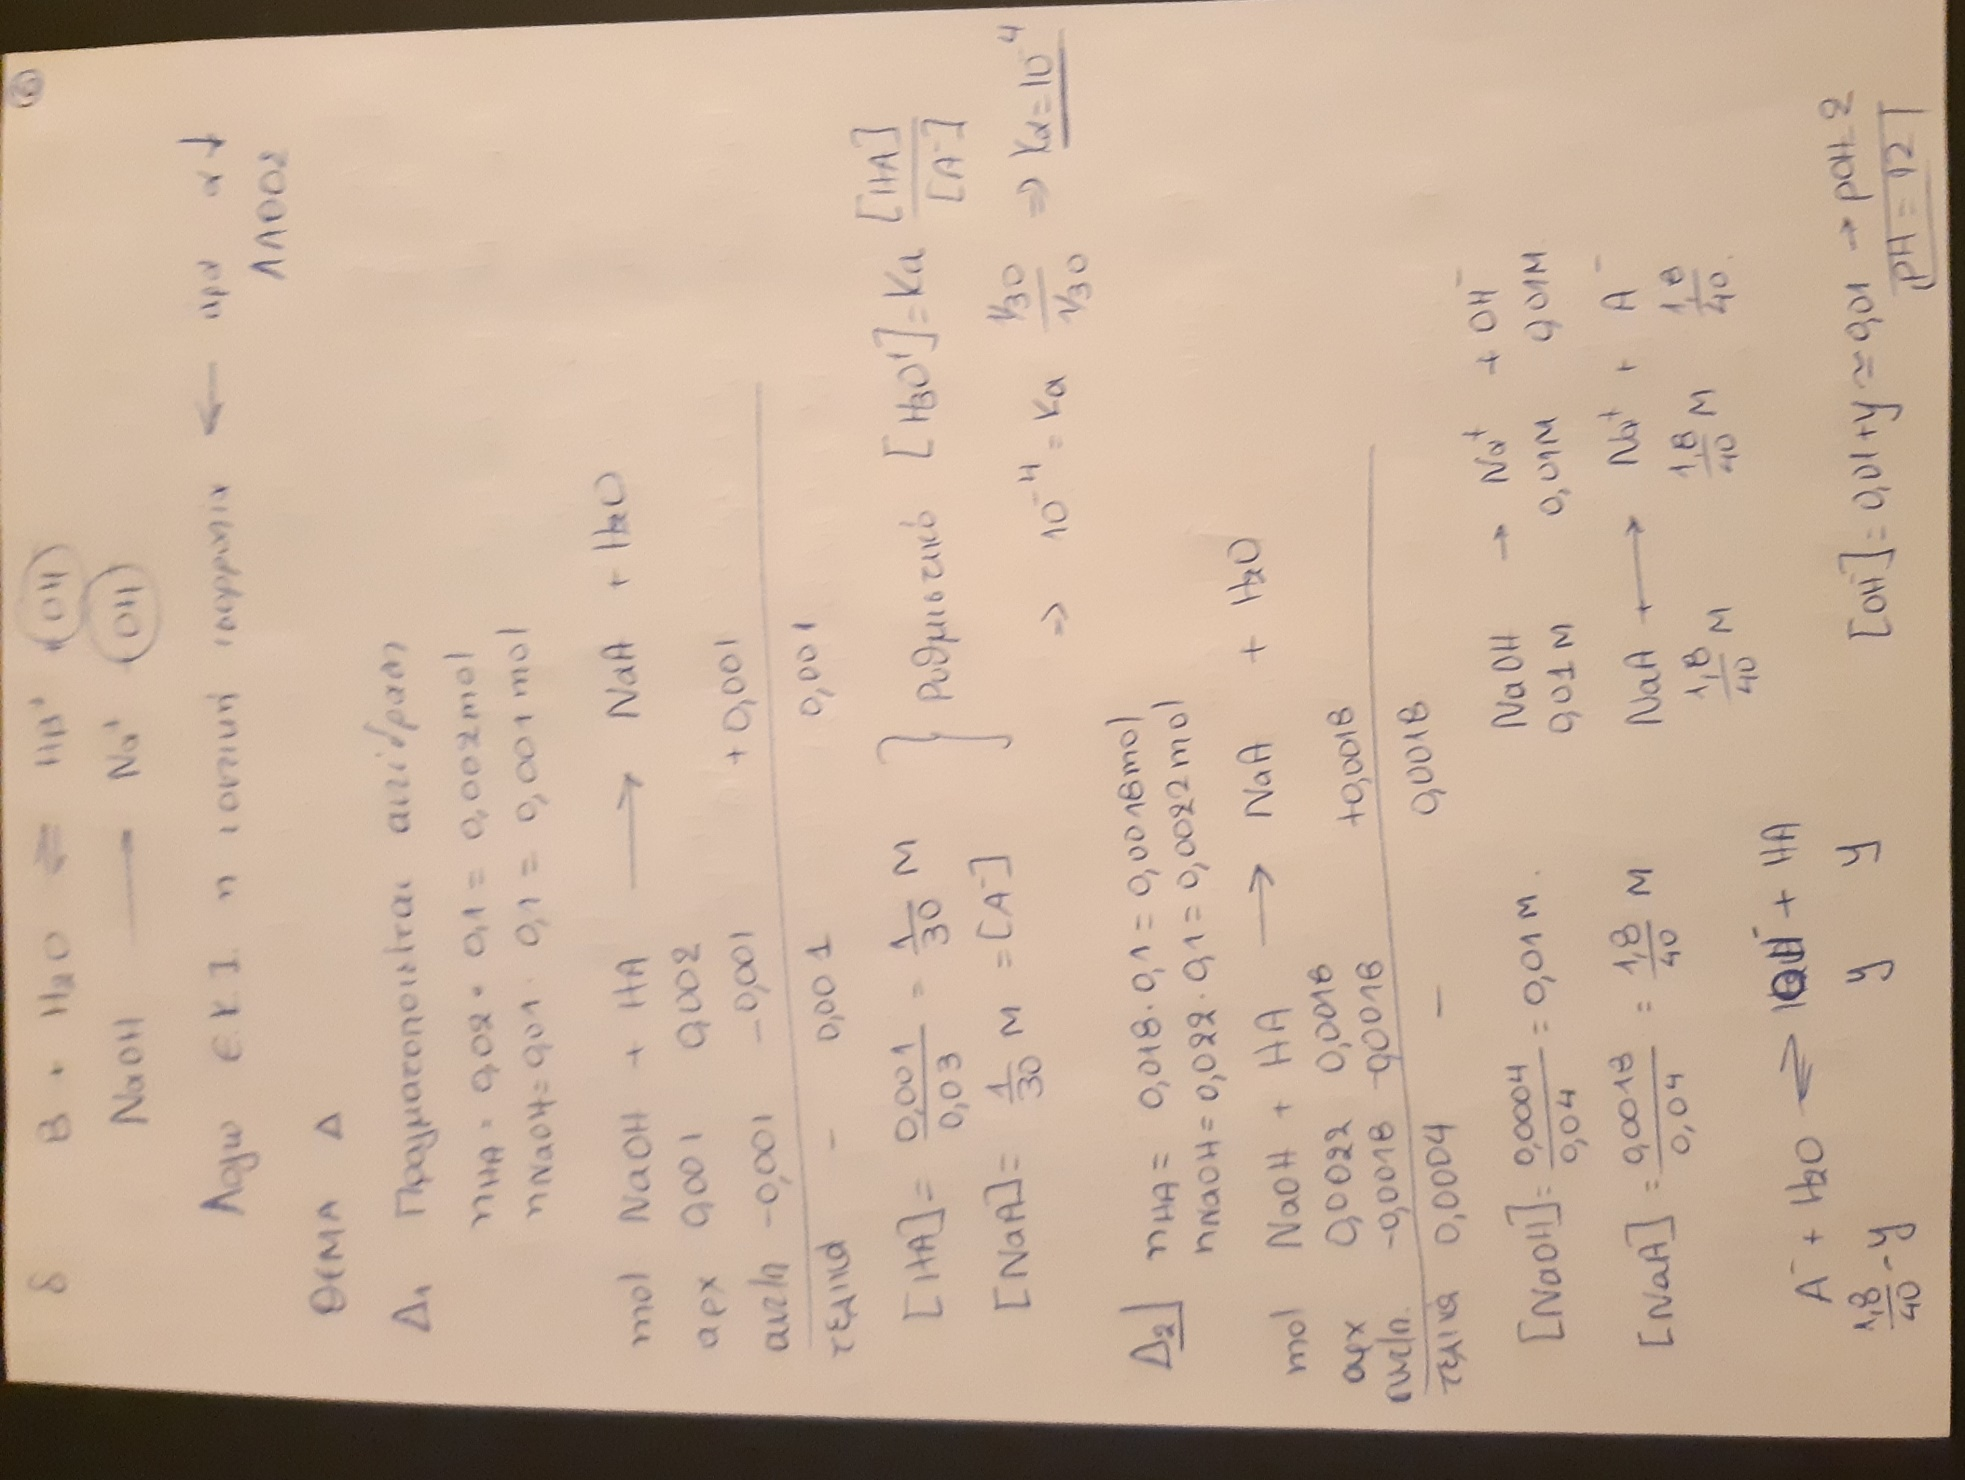 δ B + H2O ⇌ HB+ + OH-
NaOH → Na+ + OH-
Λόγω Ε.Κ.Ι η ιοντική ισορροπία ← άρα α↓
ΛΑΘΟΣ
ΘΕΜΑ Δ
Δ1 Πραγματοποιείται αντίδραση
nHA = 0,02 · 0,1 = 0,002mol
nNaOH = 0,01 · 0,1 = 0,001 mol
mol NaOH + HA → NaA + H2O
αρχ 0,001 0,002
αντ/π -0,001 -0,001 +0,001
τελικά - 0,001 0,001
[HA] = 0,001/0,03 = 1/30 M
[NaA] = 1/30 M = [A-]
} Ρυθμιστικό [H3O+] = Ka [HA]/[A-]
⇒ 10^-4 = Ka 1/30 / 1/30 ⇒ Ka = 10^-4
Δ2] nHA = 0,018 · 0,1 = 0,0018mol
nNaOH = 0,022 · 0,1 = 0,0022 mol
mol NaOH + HA → NaA + H2O
αρχ 0,0022 0,0018
αντ/π. -0,0018 -0,0018 +0,0018
τελικά 0,0004 - 0,0018
[NaOH] = 0,0004/0,04 = 0,01 M.
NaOH → Na+ + OH-
0,01 M 0,01M 0,01M
[NaA] = 0,0018/0,04 = 1,8/40 M
NaA → Na+ + A-
1,8/40 M 1,8/40 M 1,8/40.
A- + H2O ⇌ OH- + HA
1,8/40 - y y y
[OH-] = 0,01+y ≃ 0,01 → pOH=2
pH = 12